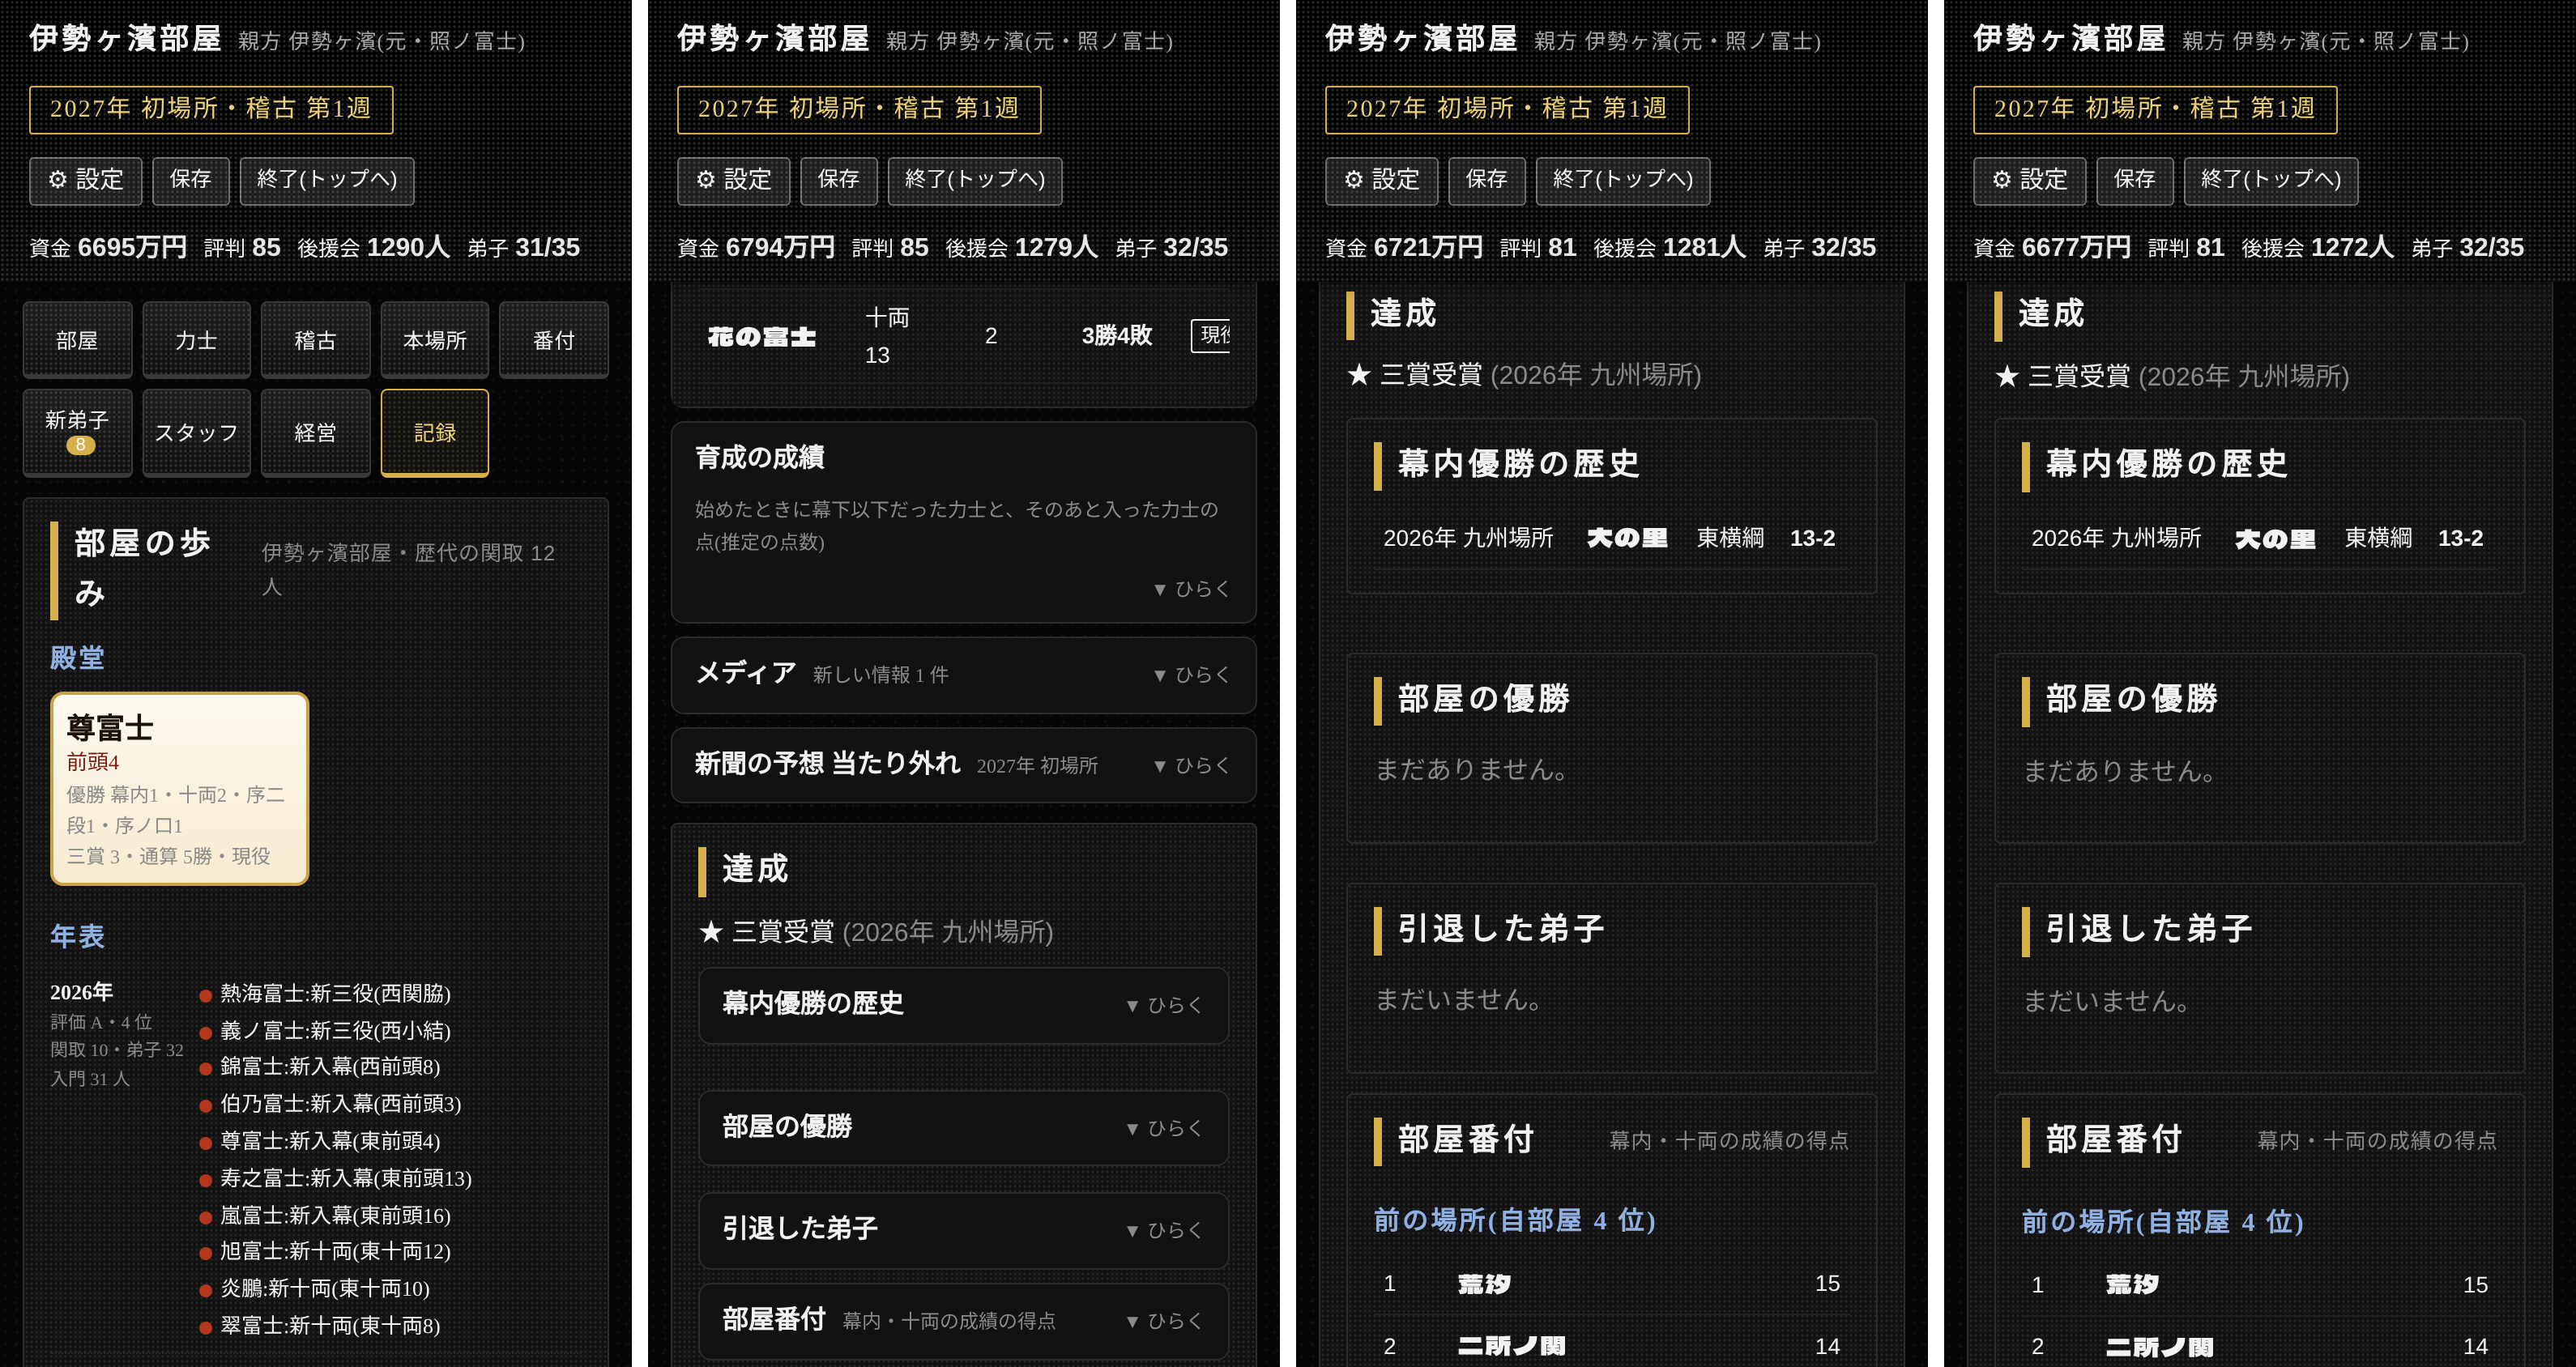 伊勢ヶ濱部屋 親方 伊勢ヶ濱(元・照ノ富士)
2027年 初場所・稽古 第1週
⚙ 設定 保存 終了(トップへ)
資金 6695万円 評判 85 後援会 1290人 弟子 31/35
部屋 力士 稽古 本場所 番付
新弟子 8 スタッフ 経営 記録
部屋の歩み
伊勢ヶ濱部屋・歴代の関取 12人
殿堂
尊富士
前頭4
優勝 幕内1・十両2・序二
段1・序ノ口1
三賞 3・通算 5勝・現役
年表
2026年
評価 A・4 位
関取 10・弟子 32
入門 31 人
熱海富士:新三役(西関脇)
義ノ富士:新三役(西小結)
錦富士:新入幕(西前頭8)
伯乃富士:新入幕(西前頭3)
尊富士:新入幕(東前頭4)
寿之富士:新入幕(東前頭13)
嵐富士:新入幕(東前頭16)
旭富士:新十両(東十両12)
炎鵬:新十両(東十両10)
翠富士:新十両(東十両8)
伊勢ヶ濱部屋 親方 伊勢ヶ濱(元・照ノ富士)
2027年 初場所・稽古 第1週
⚙ 設定 保存 終了(トップへ)
資金 6794万円 評判 85 後援会 1279人 弟子 32/35
花の富士 十両13 2 3勝4敗
育成の成績
始めたときに幕下以下だった力士と、そのあと入った力士の
点(推定の点数)
▼ ひらく
メディア 新しい情報 1 件 ▼ ひらく
新聞の予想 当たり外れ 2027年 初場所 ▼ ひらく
達成
★ 三賞受賞 (2026年 九州場所)
幕内優勝の歴史 ▼ ひらく
部屋の優勝 ▼ ひらく
引退した弟子 ▼ ひらく
部屋番付 幕内・十両の成績の得点 ▼ ひらく
伊勢ヶ濱部屋 親方 伊勢ヶ濱(元・照ノ富士)
2027年 初場所・稽古 第1週
⚙ 設定 保存 終了(トップへ)
資金 6721万円 評判 81 後援会 1281人 弟子 32/35
達成
★ 三賞受賞 (2026年 九州場所)
幕内優勝の歴史
2026年 九州場所 大の里 東横綱 13-2
部屋の優勝
まだありません。
引退した弟子
まだいません。
部屋番付 幕内・十両の成績の得点
前の場所(自部屋 4 位)
1 荒汐 15
2 二所ノ関 14
伊勢ヶ濱部屋 親方 伊勢ヶ濱(元・照ノ富士)
2027年 初場所・稽古 第1週
⚙ 設定 保存 終了(トップへ)
資金 6677万円 評判 81 後援会 1272人 弟子 32/35
達成
★ 三賞受賞 (2026年 九州場所)
幕内優勝の歴史
2026年 九州場所 大の里 東横綱 13-2
部屋の優勝
まだありません。
引退した弟子
まだいません。
部屋番付 幕内・十両の成績の得点
前の場所(自部屋 4 位)
1 荒汐 15
2 二所ノ関 14